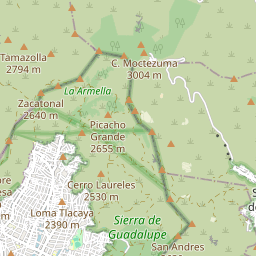 Tamazolla
2794 m
C. Moctezuma
3004 m
La Armella
Zacatonal
2640 m
Picacho
Grande
2655 m
Cerro Laureles
2530 m
Loma Tlacaya
2390 m
Sierra de
Guadalupe
San Andres